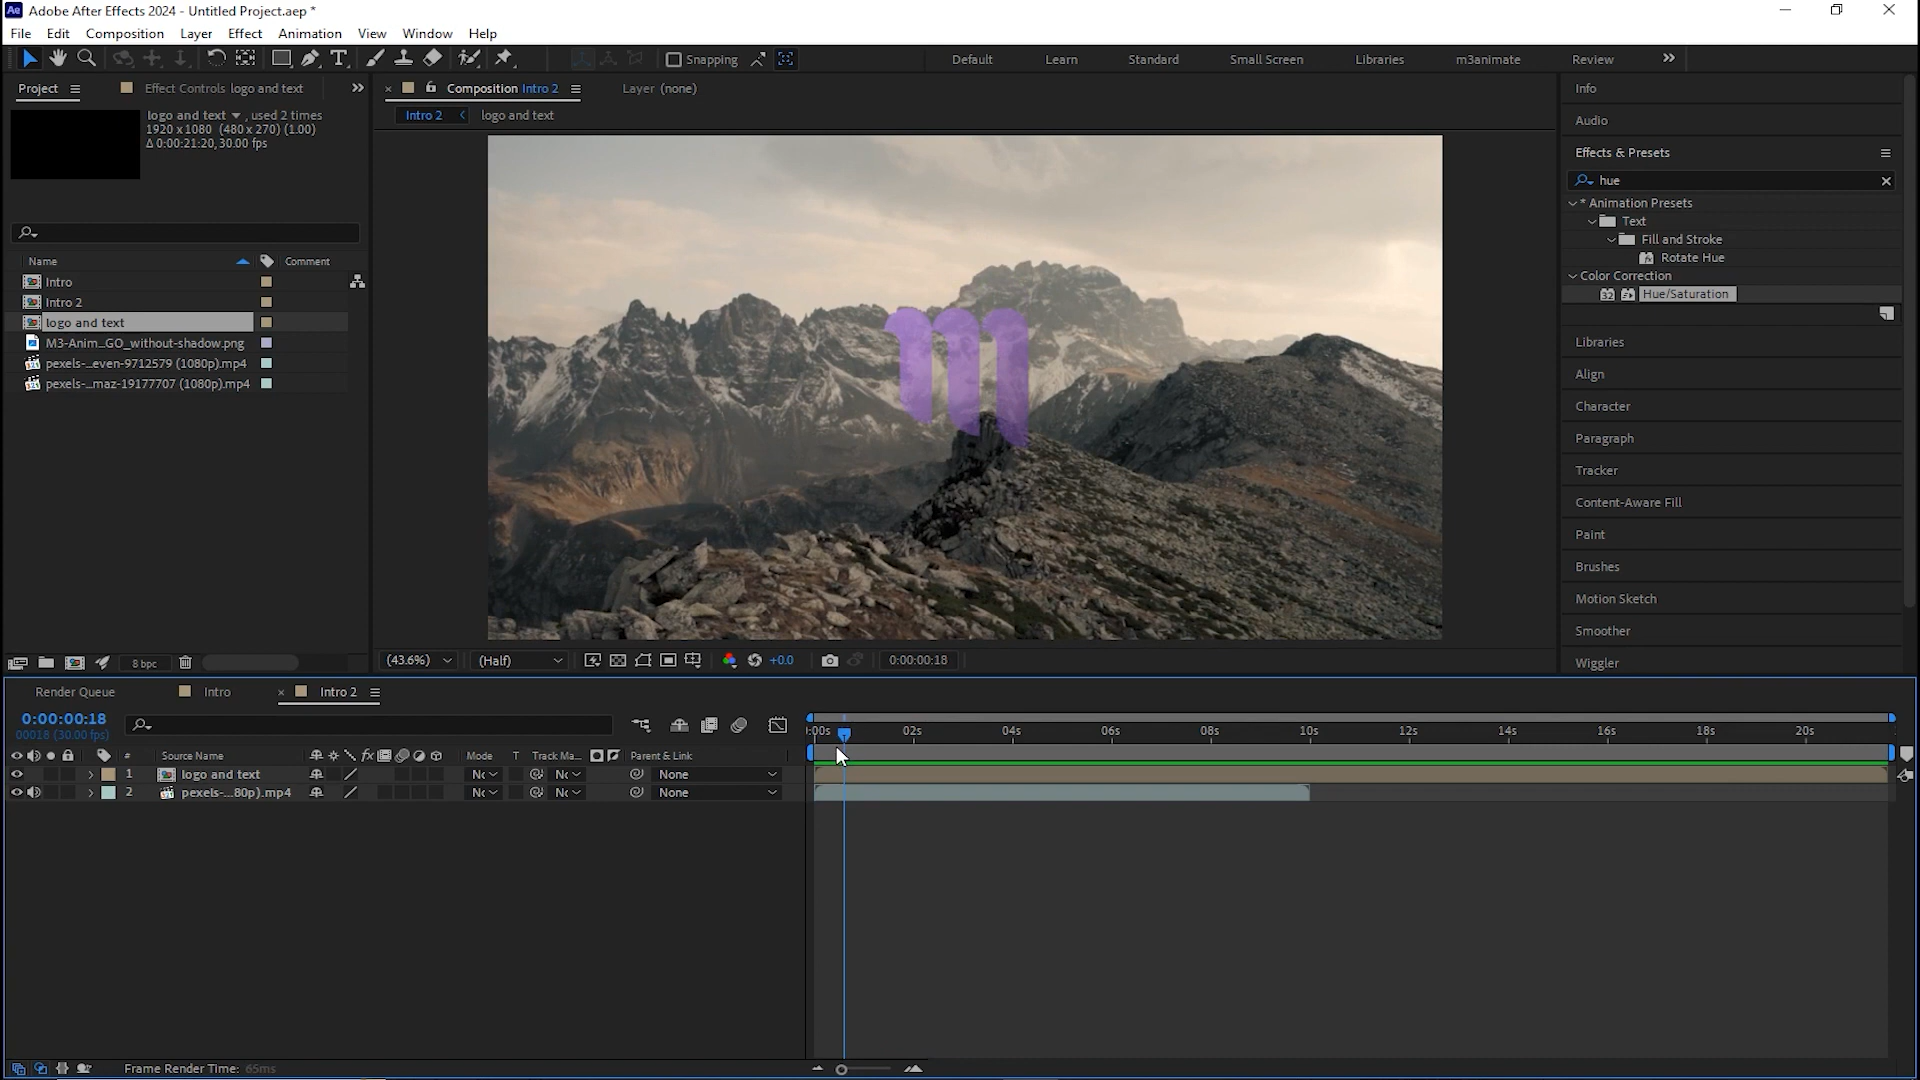 Ae Adobe After Effects 2024 - Untitled Project.aep *
File Edit Composition Layer Effect Animation View Window Help
Snapping
Default Learn Standard Small Screen Libraries m3animate Review
Project
Effect Controls logo and text
Composition Intro 2
Layer (none)
Intro 2 logo and text
logo and text , used 2 times
1920 x 1080 (480 x 270) (1.00)
Δ 0:00:21:20, 30.00 fps
Name Comment
Intro
Intro 2
logo and text
M3-Anim_GO_without-shadow.png
pexels-...even-9712579 (1080p).mp4
pexels-...maz-19177707 (1080p).mp4
8 bpc
m
(43.6%) (Half) +0.0 0:00:00:18
Info
Audio
Effects & Presets
hue
* Animation Presets
Text
Fill and Stroke
Rotate Hue
Color Correction
32 Hue/Saturation
Libraries
Align
Character
Paragraph
Tracker
Content-Aware Fill
Paint
Brushes
Motion Sketch
Smoother
Wiggler
Render Queue Intro Intro 2
0:00:00:18
00018 (30.00 fps)
:00s 02s 04s 06s 08s 10s 12s 14s 16s 18s 20s
# Source Name fx Mode T Track Ma... Parent & Link
1 logo and text Nc Nc None
2 pexels-...80p).mp4 Nc Nc None
Frame Render Time: 65ms